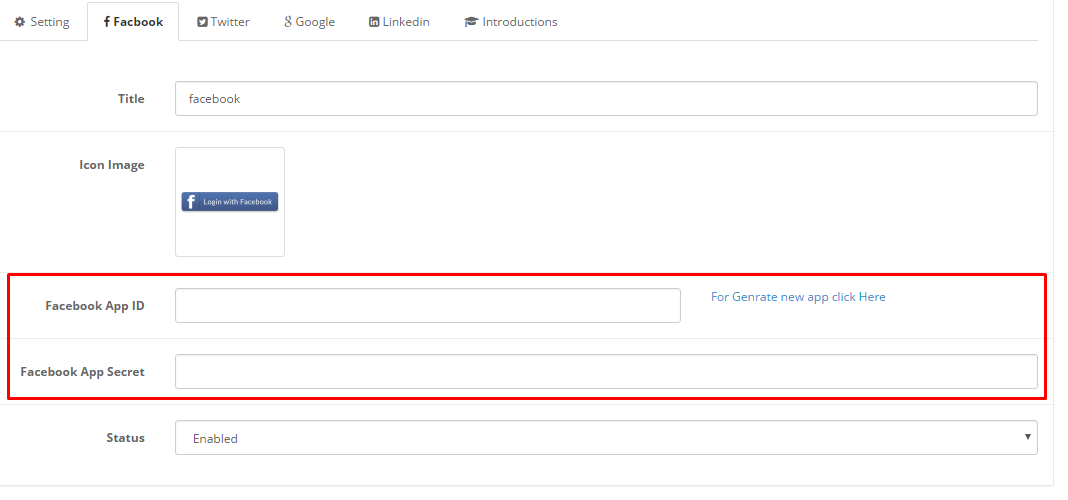 Setting Facbook Twitter Google Linkedin Introductions
Title facebook
Icon Image
f Login with Facebook
Facebook App ID For Genrate new app click Here
Facebook App Secret
Status Enabled